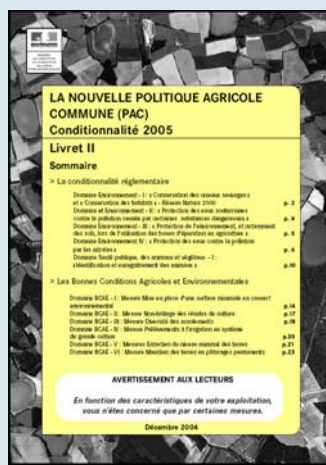 LA NOUVELLE POLITIQUE AGRICOLE
COMMUNE (PAC)
Conditionnalité 2005
Livret II
Sommaire
> La conditionnalité réglementaire
Domaine Environnement - I : « Conservation des oiseaux sauvages »
et « Conservation des habitats » - Réseau Natura 2000 p. 2
Domaine Environnement - II : « Protection des eaux souterraines
contre la pollution causée par certaines substances dangereuses » p. 4
Domaine Environnement - III : « Protection de l'environnement, et notamment
des sols, lors de l'utilisation des boues d'épuration en agriculture » p. 5
Domaine Environnement IV : « Protection des eaux contre la pollution
par les nitrates »
Domaine Santé publique, des animaux et végétaux - I :
« Identification et enregistrement des animaux » p.10
> Les Bonnes Conditions Agricoles et Environnementales
Domaine BCAE - I : Mesure Mise en place d'une surface minimale en couvert
environnemental p.14
Domaine BCAE - II : Mesure Non-brûlage des résidus de culture p.17
Domaine BCAE - III : Mesure Diversité des assolements
Domaine BCAE - IV : Mesure Prélèvements à l'irrigation en système
de grande culture p.20
Domaine BCAE - V : Mesure Entretien du niveau minimal des terres p.21
Domaine BCAE - VI : Mesure Maintien des terres en pâturages permanents p.23
AVERTISSEMENT AUX LECTEURS
En fonction des caractéristiques de votre exploitation,
vous n'êtes concerné que par certaines mesures.
Décembre 2004